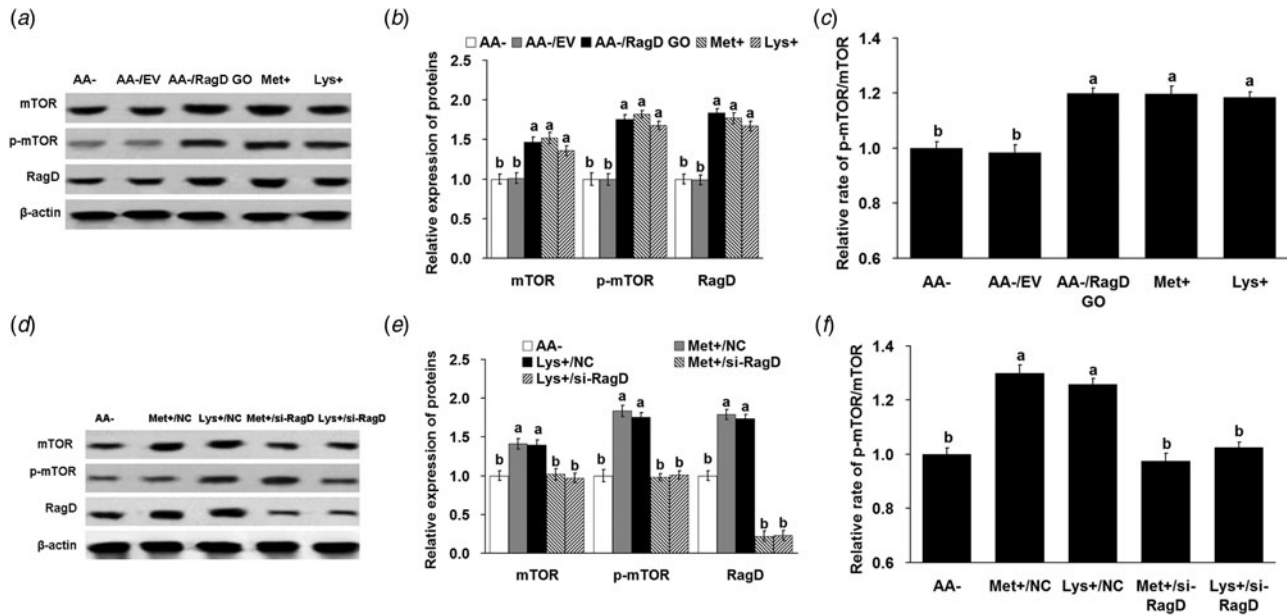 (a)
AA- AA-/EV AA-/RagD GO Met+ Lys+
mTOR
p-mTOR
RagD
β-actin
(b)
AA- AA-/EV AA-/RagD GO Met+ Lys+
Relative expression of proteins
2.5
2.0
1.5
1.0
0.5
0.0
b b a a a
b b a a a
b b a a a
mTOR p-mTOR RagD
(c)
Relative rate of p-mTOR/mTOR
1.4
1.2
1.0
0.8
0.6
b b a a a
AA- AA-/EV AA-/RagD Met+ Lys+
GO
(d)
AA- Met+/NC Lys+/NC Met+/si-RagD Lys+/si-RagD
mTOR
p-mTOR
RagD
β-actin
(e)
AA- Met+/NC
Lys+/NC Met+/si-RagD
Lys+/si-RagD
Relative expression of proteins
2.5
2.0
1.5
1.0
0.5
0.0
b a a b b
b a a b b
b a a b b
mTOR p-mTOR RagD
(f)
Relative rate of p-mTOR/mTOR
1.4
1.2
1.0
0.8
0.6
b a a b b
AA- Met+/NC Lys+/NC Met+/si- Lys+/si-
RagD RagD